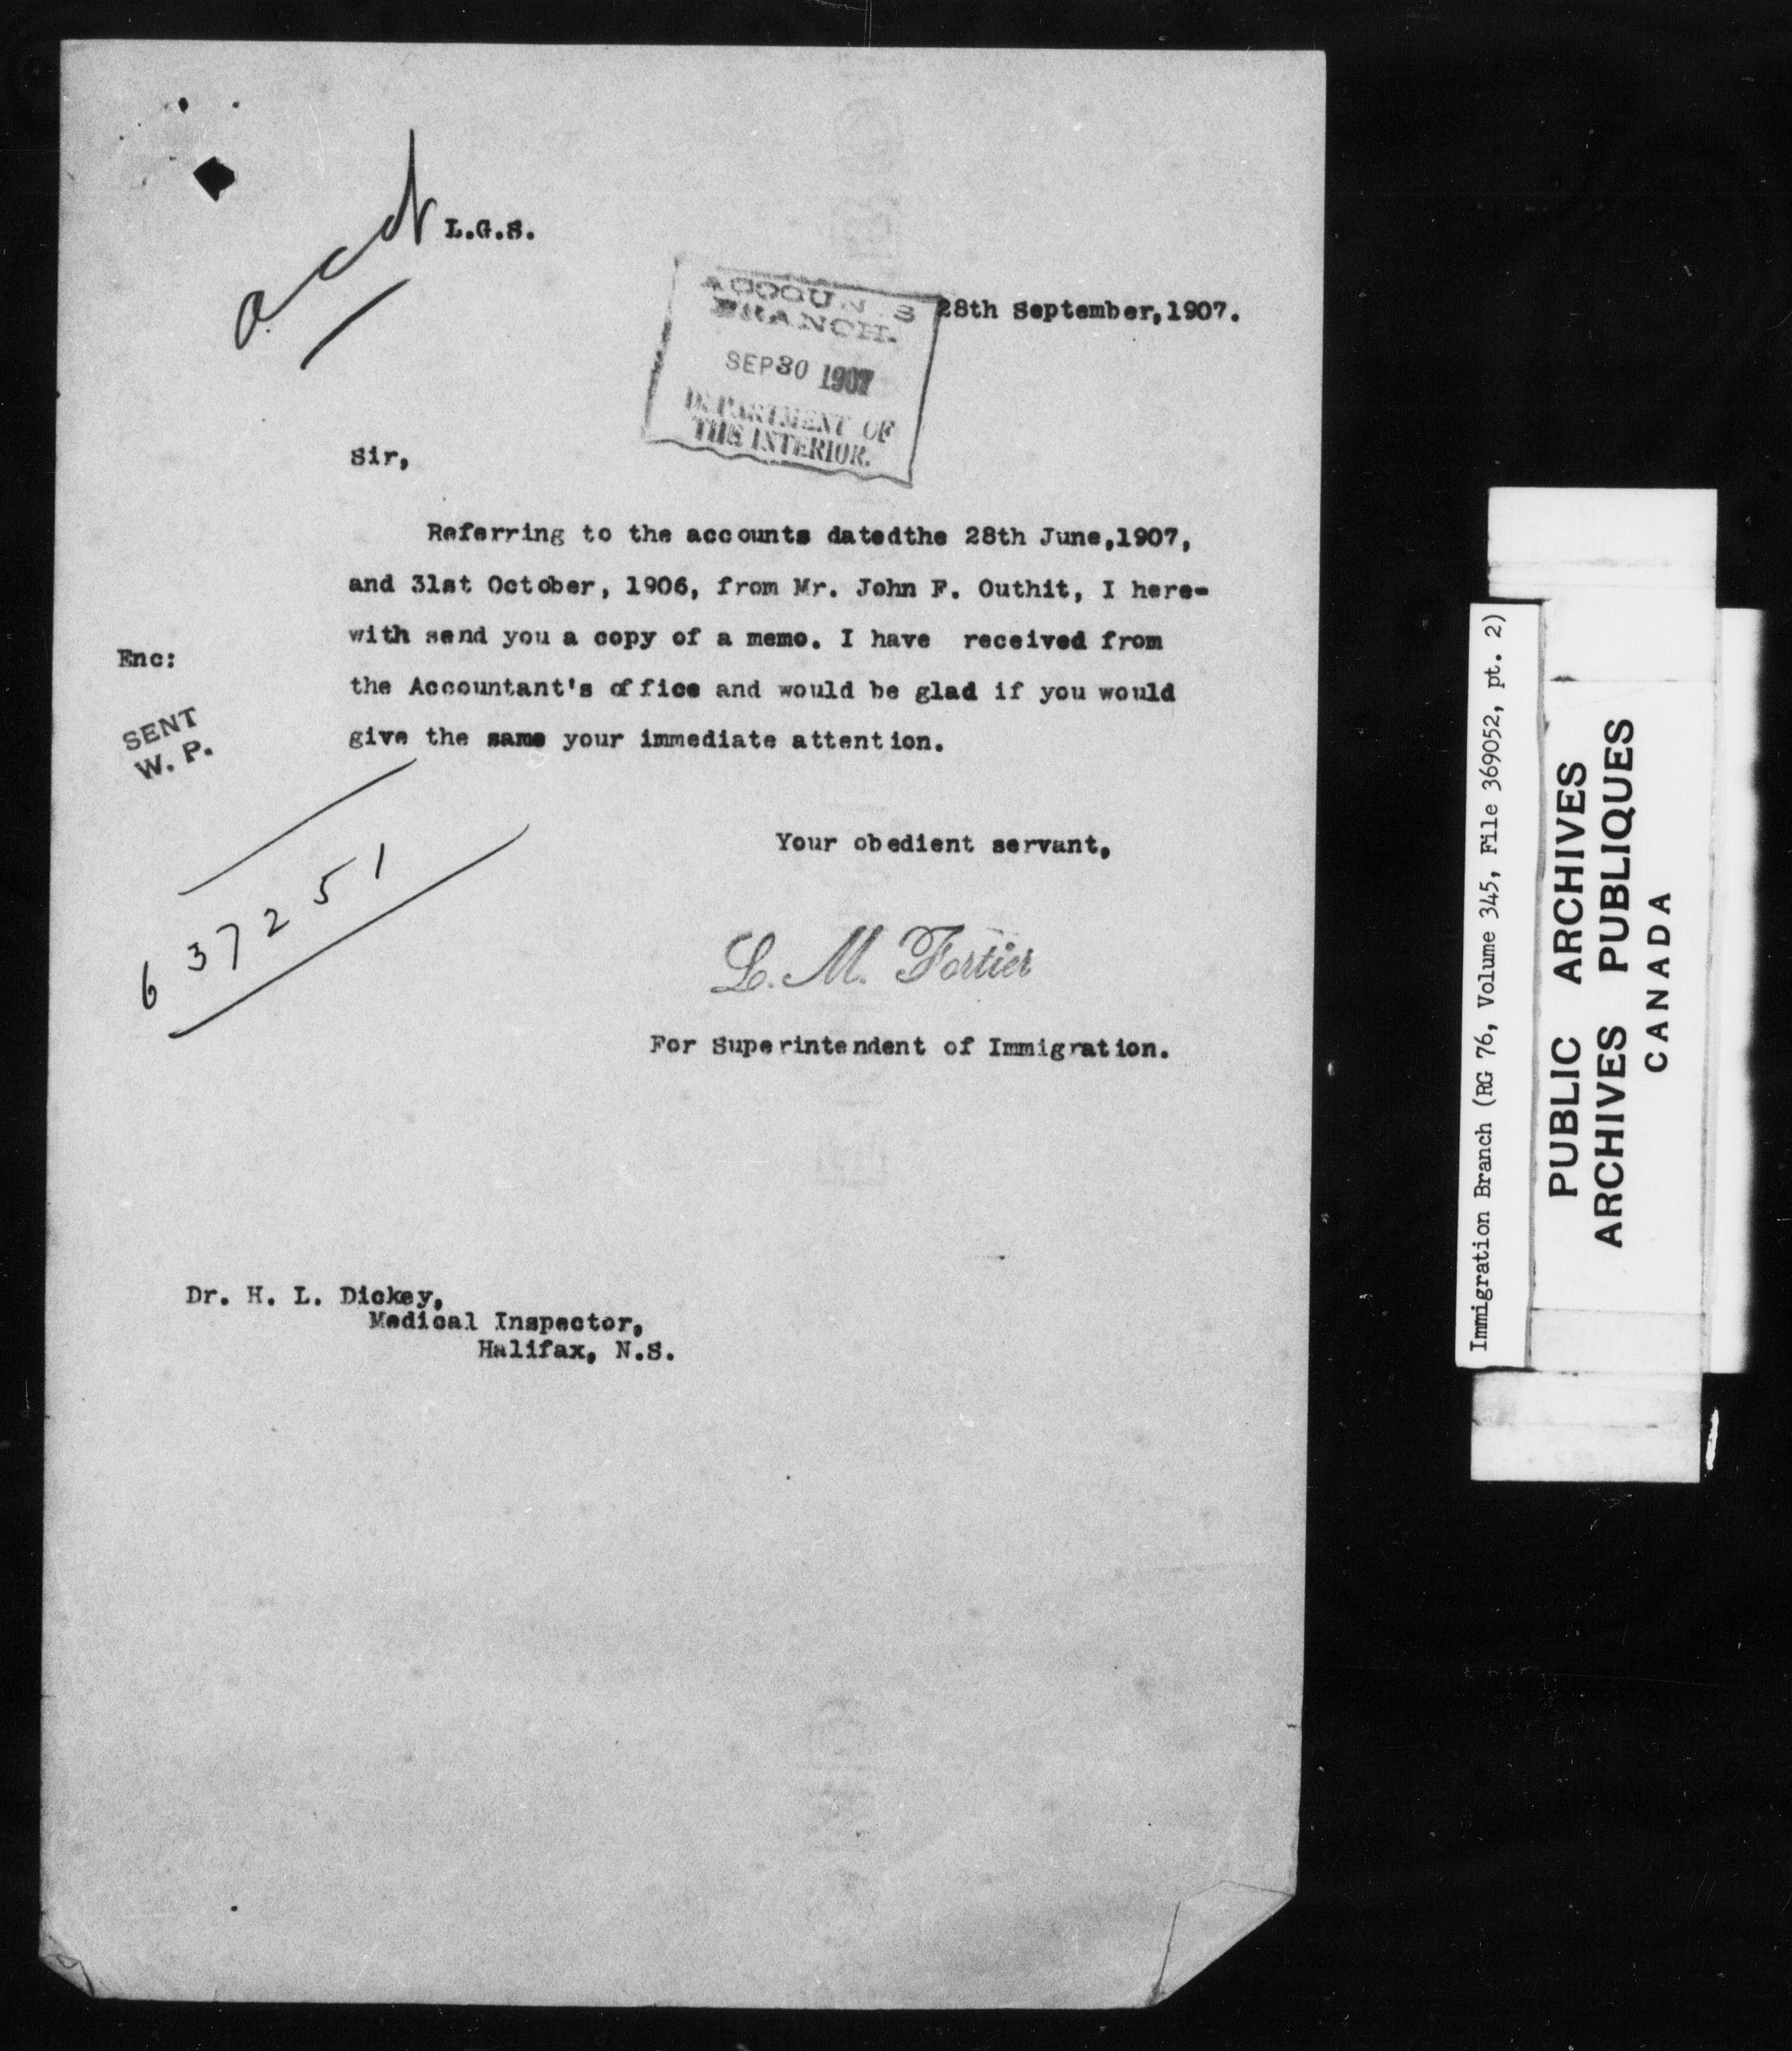 acct
L.G.S.
28th September,1907.
ACCOUN S
BRANCH.
SEP 30 1907
DEPARTMENT OF
THE INTERIOR.
Sir,
Referring to the accounts datedthe 28th June,1907,
and 31st October, 1906, from Mr. John F. Outhit, I here-
with send you a copy of a memo. I have received from
the Accountant's office and would be glad if you would
give the same your immediate attention.
Enc:
SENT
W. P.
637251
Your obedient servant,
L. M. Fortier
For Superintendent of Immigration.
Dr. H. L. Dickey,
Medical Inspector,
Halifax, N.S.
Immigration Branch (RG 76, Volume 345, File 369052, pt. 2)
PUBLIC ARCHIVES
ARCHIVES PUBLIQUES
CANADA